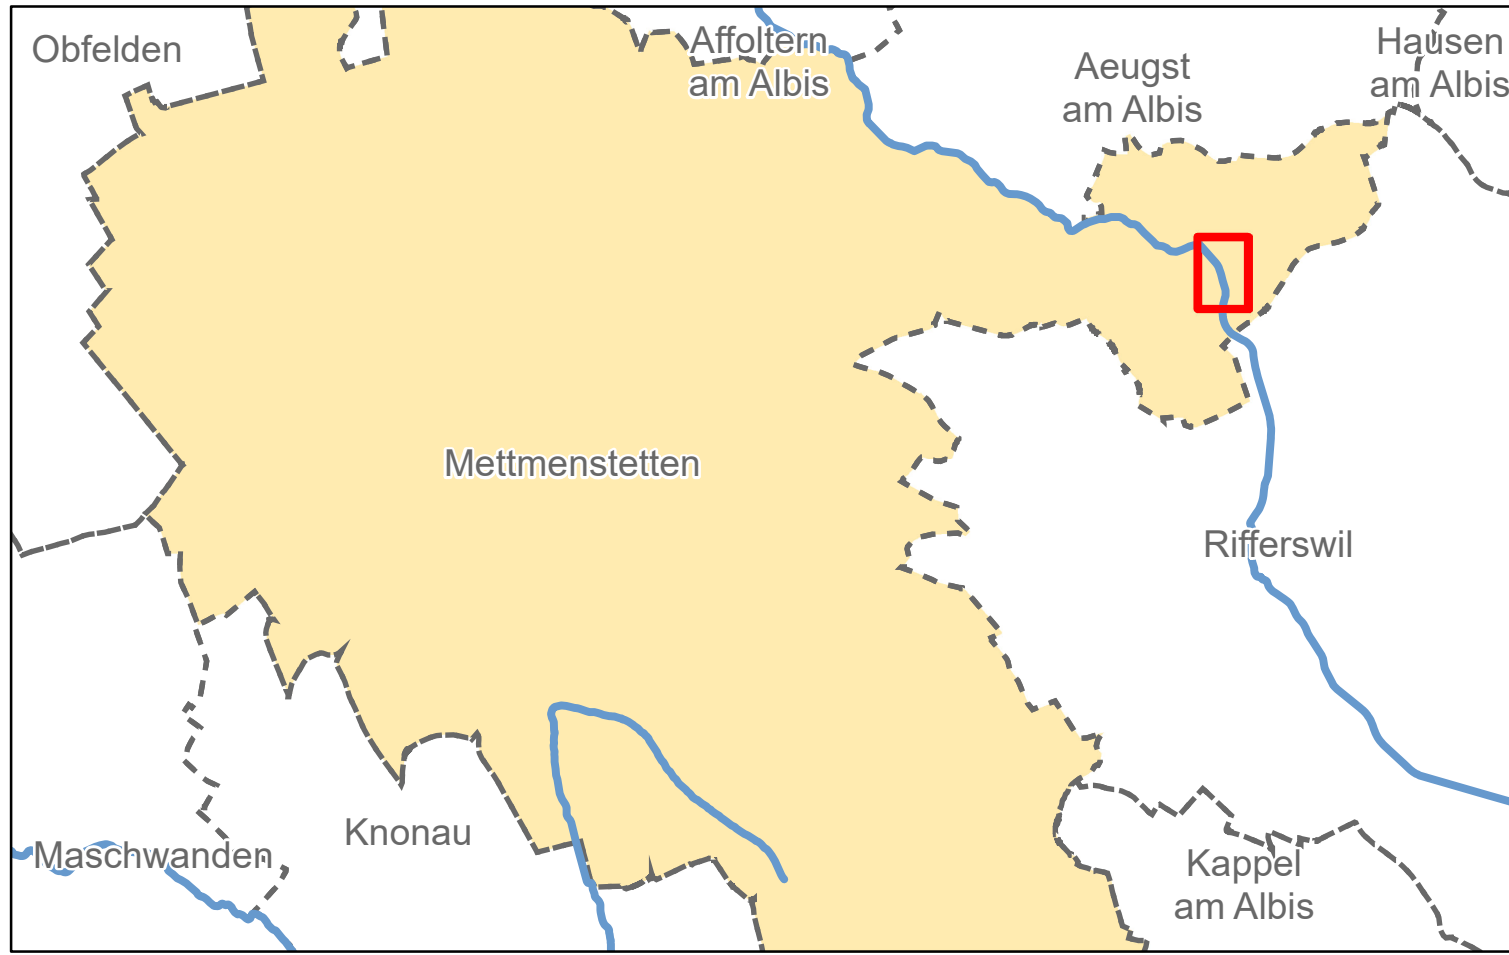 Obfelden
Affoltern
am Albis
Aeugst
am Albis
Hausen
am Albis
Mettmenstetten
Rifferswil
Knonau
Maschwanden
Kappel
am Albis